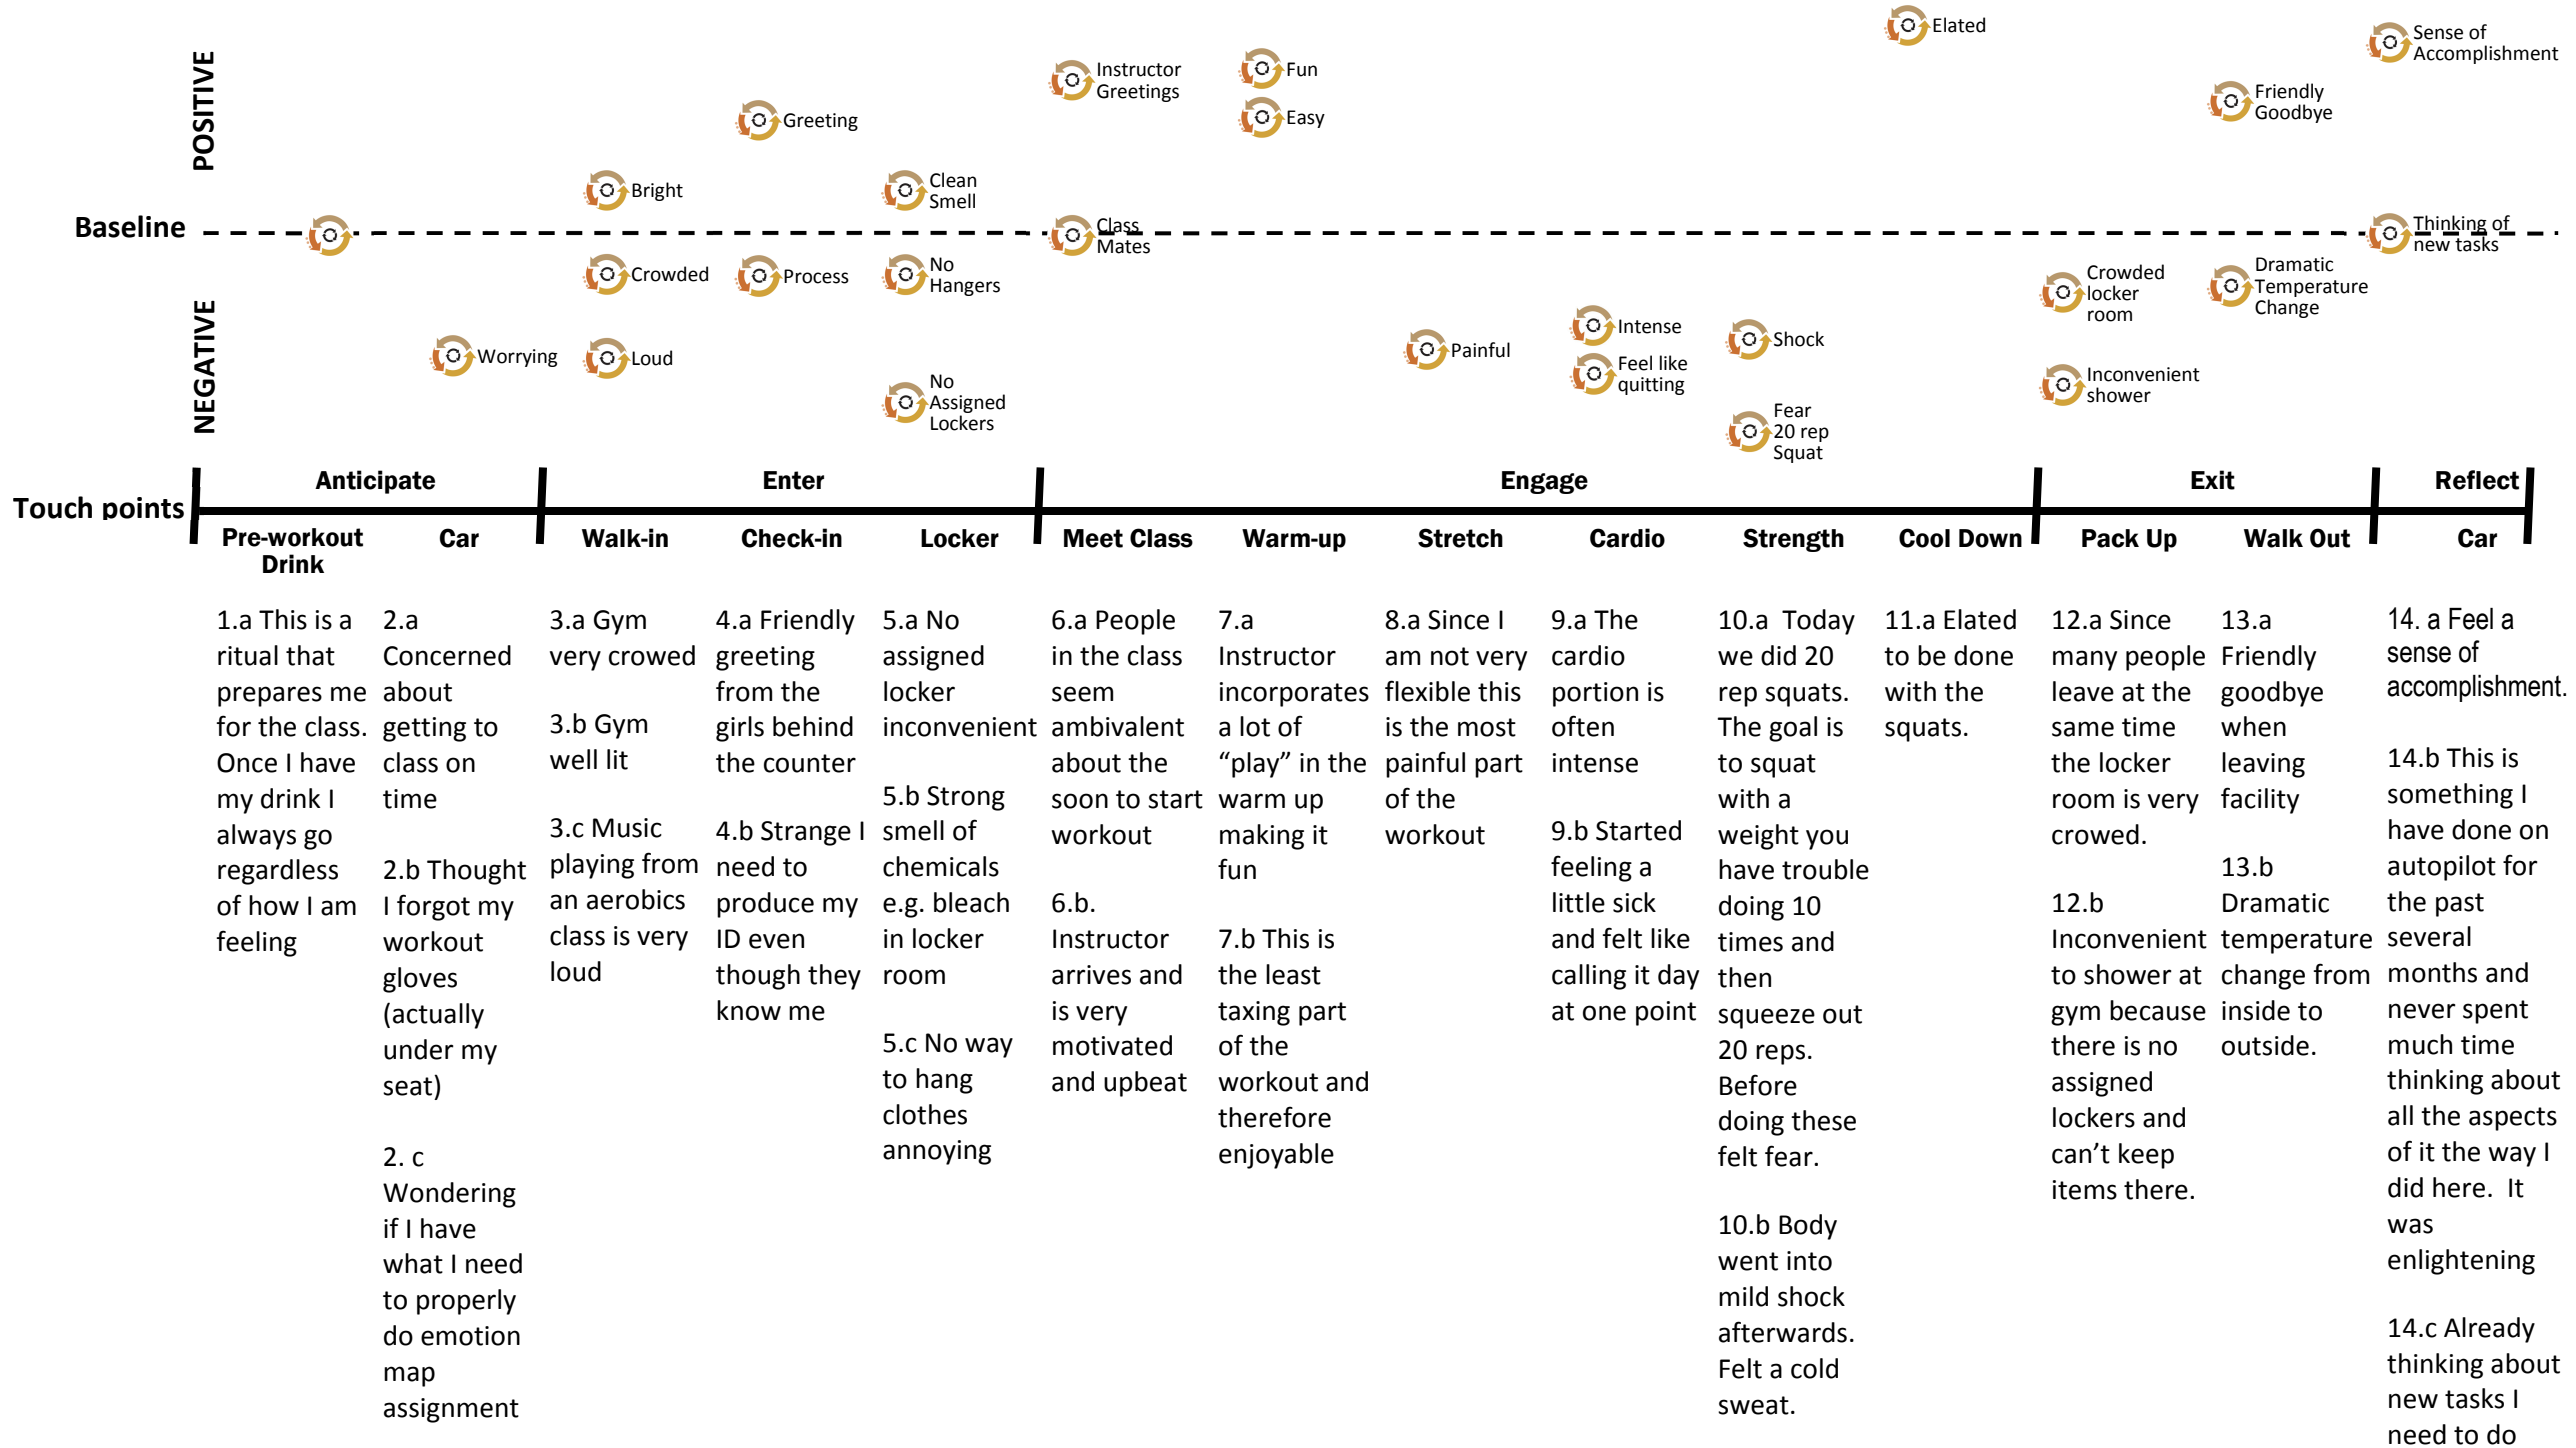 POSITIVE
Elated
Sense of
Accomplishment
Instructor
Greetings
Fun
Easy
Friendly
Goodbye
Greeting
Bright
Clean
Smell
Baseline
Class
Mates
Thinking of
new tasks
NEGATIVE
Crowded
Process
No
Hangers
Crowded
locker
room
Dramatic
Temperature
Change
Worrying
Loud
No
Assigned
Lockers
Painful
Intense
Feel like
quitting
Shock
Fear
20 rep
Squat
Inconvenient
shower
Touch points
Anticipate
Enter
Engage
Exit
Reflect
Pre-workout
Drink
Car
Walk-in
Check-in
Locker
Meet Class
Warm-up
Stretch
Cardio
Strength
Cool Down
Pack Up
Walk Out
Car
1.a This is a
ritual that
prepares me
for the class.
Once I have
my drink I
always go
regardless
of how I am
feeling
2.a
Concerned
about
getting to
class on
time
2.b Thought
I forgot my
workout
gloves
(actually
under my
seat)
2. c
Wondering
if I have
what I need
to properly
do emotion
map
assignment
3.a Gym
very crowed
3.b Gym
well lit
3.c Music
playing from
an aerobics
class is very
loud
4.a Friendly
greeting
from the
girls behind
the counter
4.b Strange I
need to
produce my
ID even
though they
know me
5.a No
assigned
locker
inconvenient
5.b Strong
smell of
chemicals
e.g. bleach
in locker
room
5.c No way
to hang
clothes
annoying
6.a People
in the class
seem
ambivalent
about the
soon to start
workout
6.b.
Instructor
arrives and
is very
motivated
and upbeat
7.a
Instructor
incorporates
a lot of
“play” in the
warm up
making it
fun
7.b This is
the least
taxing part
of the
workout and
therefore
enjoyable
8.a Since I
am not very
flexible this
is the most
painful part
of the
workout
9.a The
cardio
portion is
often
intense
9.b Started
feeling a
little sick
and felt like
calling it day
at one point
10.a Today
we did 20
rep squats.
The goal is
to squat
with a
weight you
have trouble
doing 10
times and
then
squeeze out
20 reps.
Before
doing these
felt fear.
10.b Body
went into
mild shock
afterwards.
Felt a cold
sweat.
11.a Elated
to be done
with the
squats.
12.a Since
many people
leave at the
same time
the locker
room is very
crowed.
12.b
Inconvenient
to shower at
gym because
there is no
assigned
lockers and
can’t keep
items there.
13.a
Friendly
goodbye
when
leaving
facility
13.b
Dramatic
temperature
change from
inside to
outside.
14. a Feel a
sense of
accomplishment.
14.b This is
something I
have done on
autopilot for
the past
several
months and
never spent
much time
thinking about
all the aspects
of it the way I
did here. It
was
enlightening
14.c Already
thinking about
new tasks I
need to do